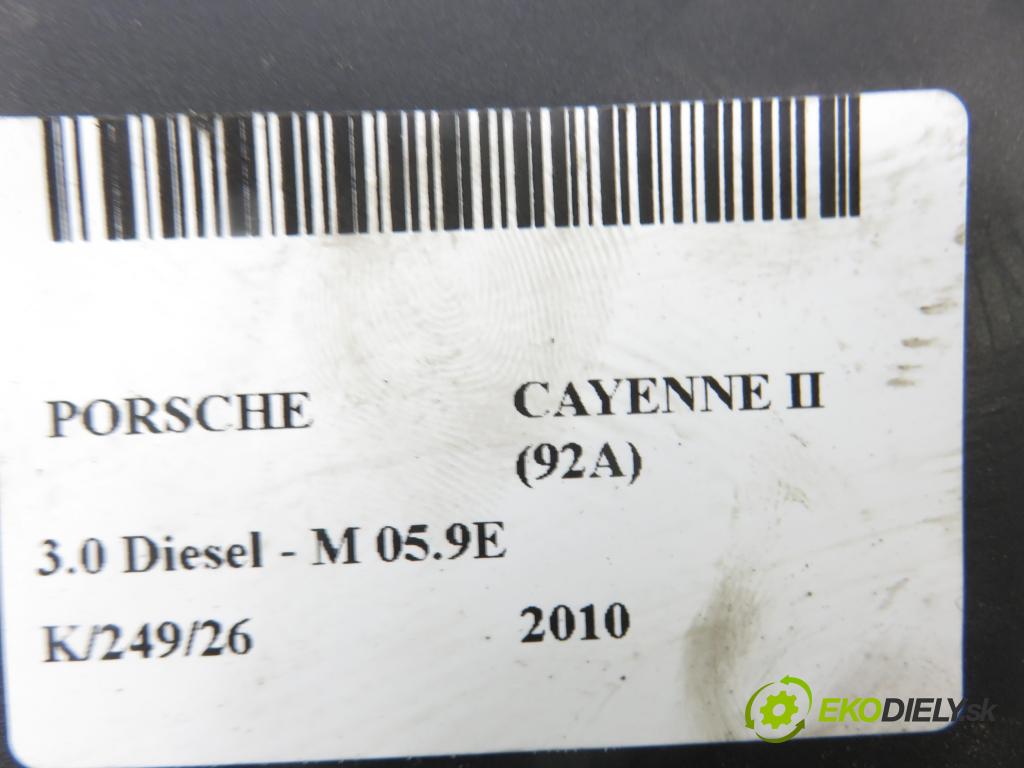 PORSCHE CAYENNE II
(92A)
3.0 Diesel - M 05.9E
K/249/26 2010
EKODIELY.sk